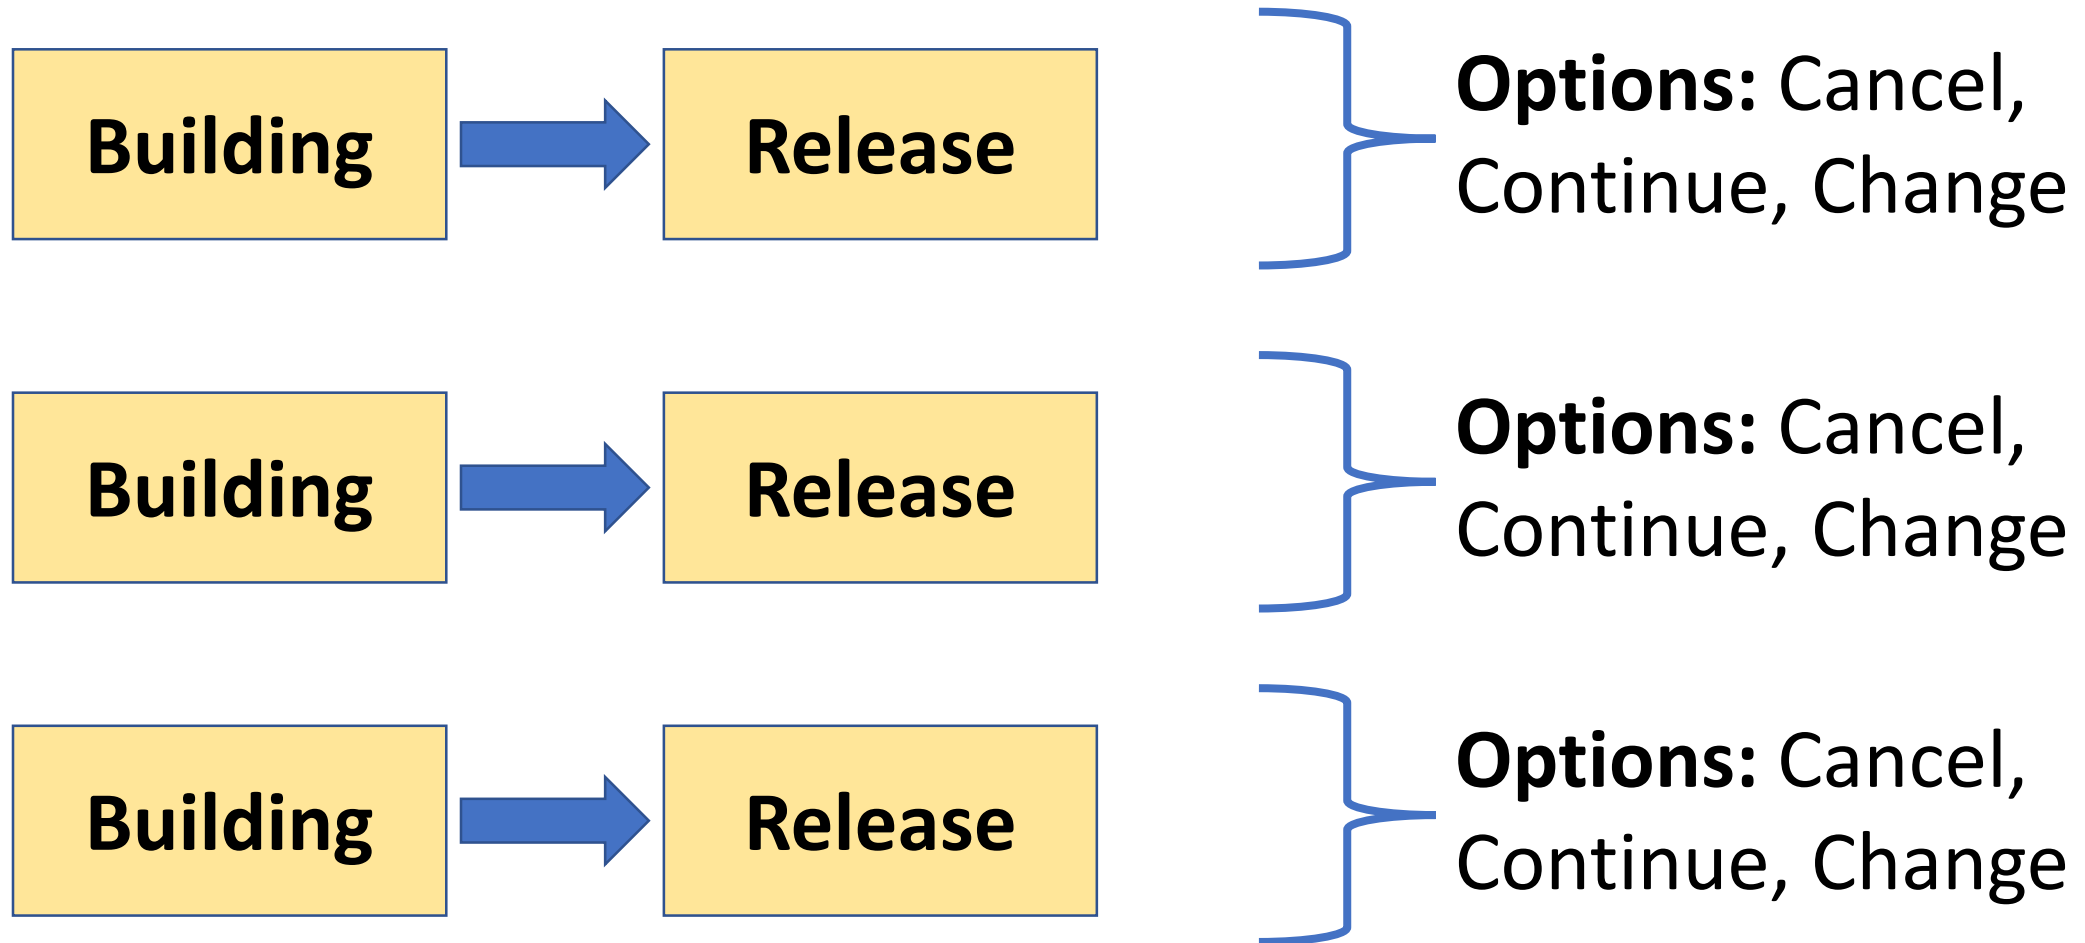 Building
Release
Options: Cancel,
Continue, Change
Building
Release
Options: Cancel,
Continue, Change
Building
Release
Options: Cancel,
Continue, Change